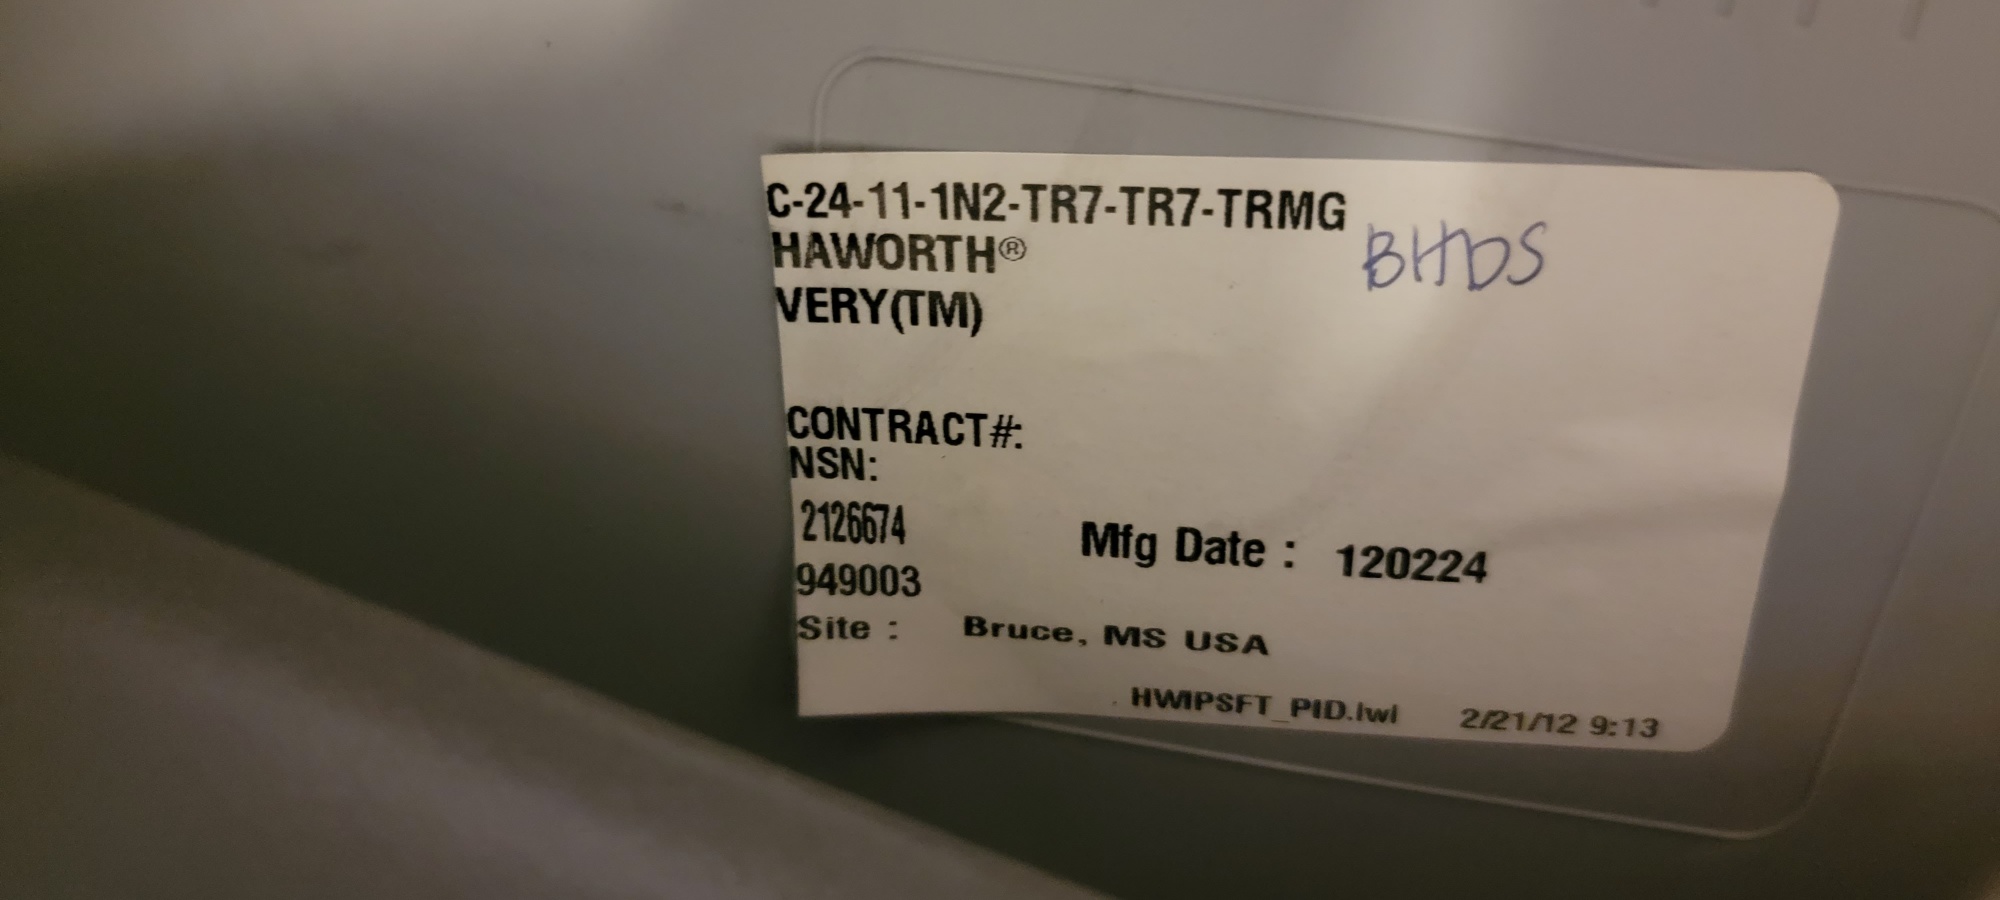 C-24-11-1N2-TR7-TR7-TRMG
HAWORTH®
BHDS
VERY(TM)
CONTRACT#:
NSN:
2126674
Mfg Date : 120224
949003
Site : Bruce, MS USA
HWIPSFT_PID.lwl 2/21/12 9:13